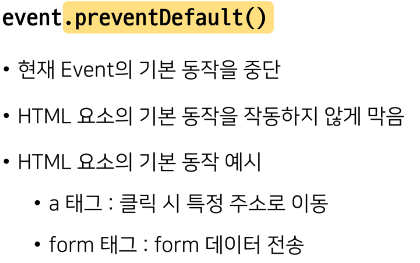 event.preventDefault()
• 현재 Event의 기본 동작을 중단
• HTML 요소의 기본 동작을 작동하지 않게 막음
• HTML 요소의 기본 동작 예시
• a 태그 : 클릭 시 특정 주소로 이동
• form 태그 : form 데이터 전송